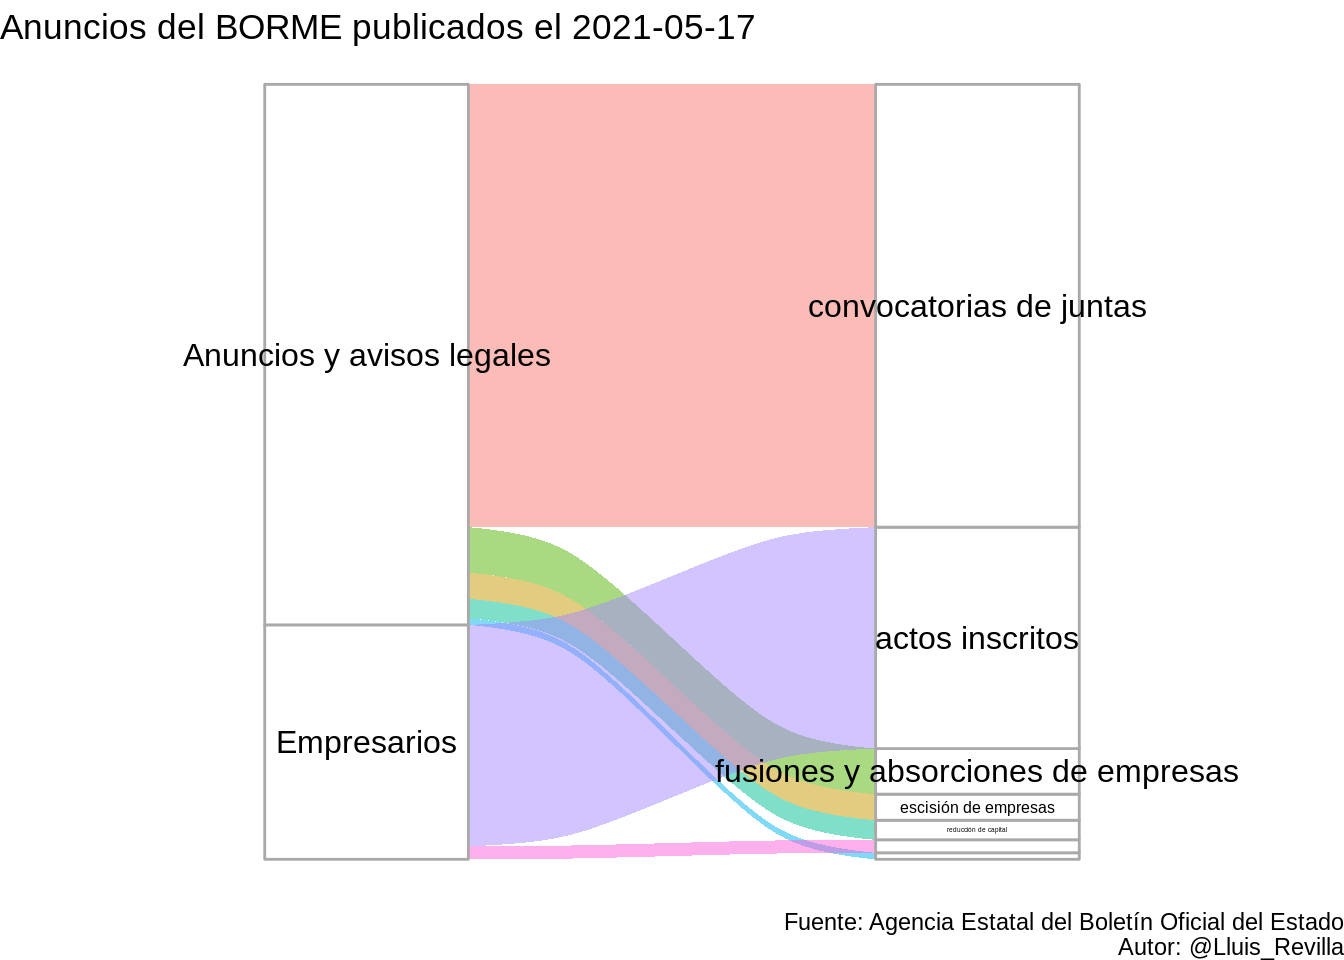 Anuncios del BORME publicados el 2021-05-17
convocatorias de juntas
Anuncios y avisos legales
actos inscritos
Empresarios
fusiones y absorciones de empresas
escisión de empresas
reducción de capital
Fuente: Agencia Estatal del Boletín Oficial del Estado
Autor: @Lluis_Revilla